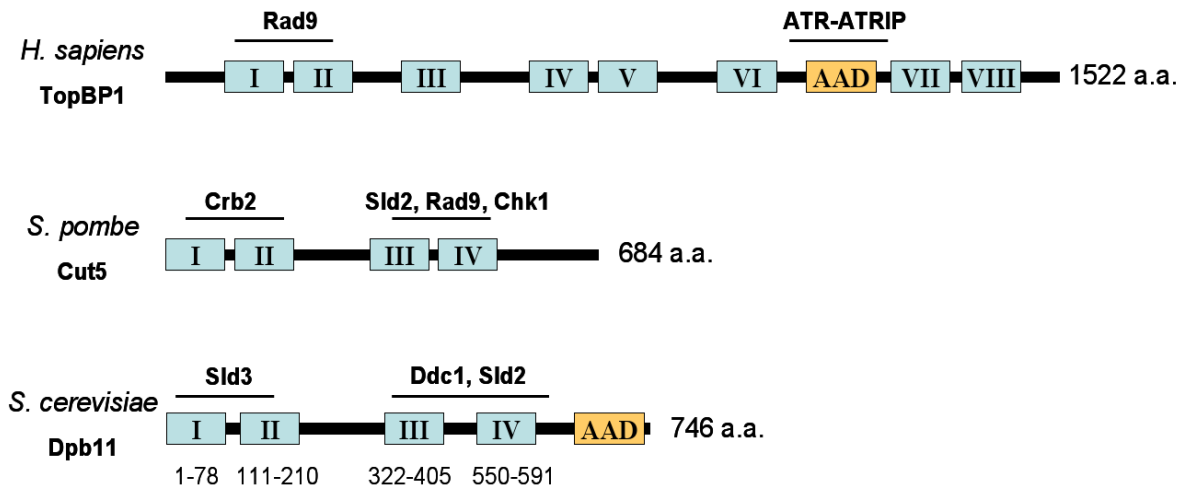 Rad9 ATR-ATRIP
H. sapiens
I II III IV V VI AAD VII VIII 1522 a.a.
TopBP1
Crb2 Sld2, Rad9, Chk1
S. pombe
I II III IV 684 a.a.
Cut5
Sld3 Ddc1, Sld2
S. cerevisiae
I II III IV AAD 746 a.a.
Dpb11
1-78 111-210 322-405 550-591